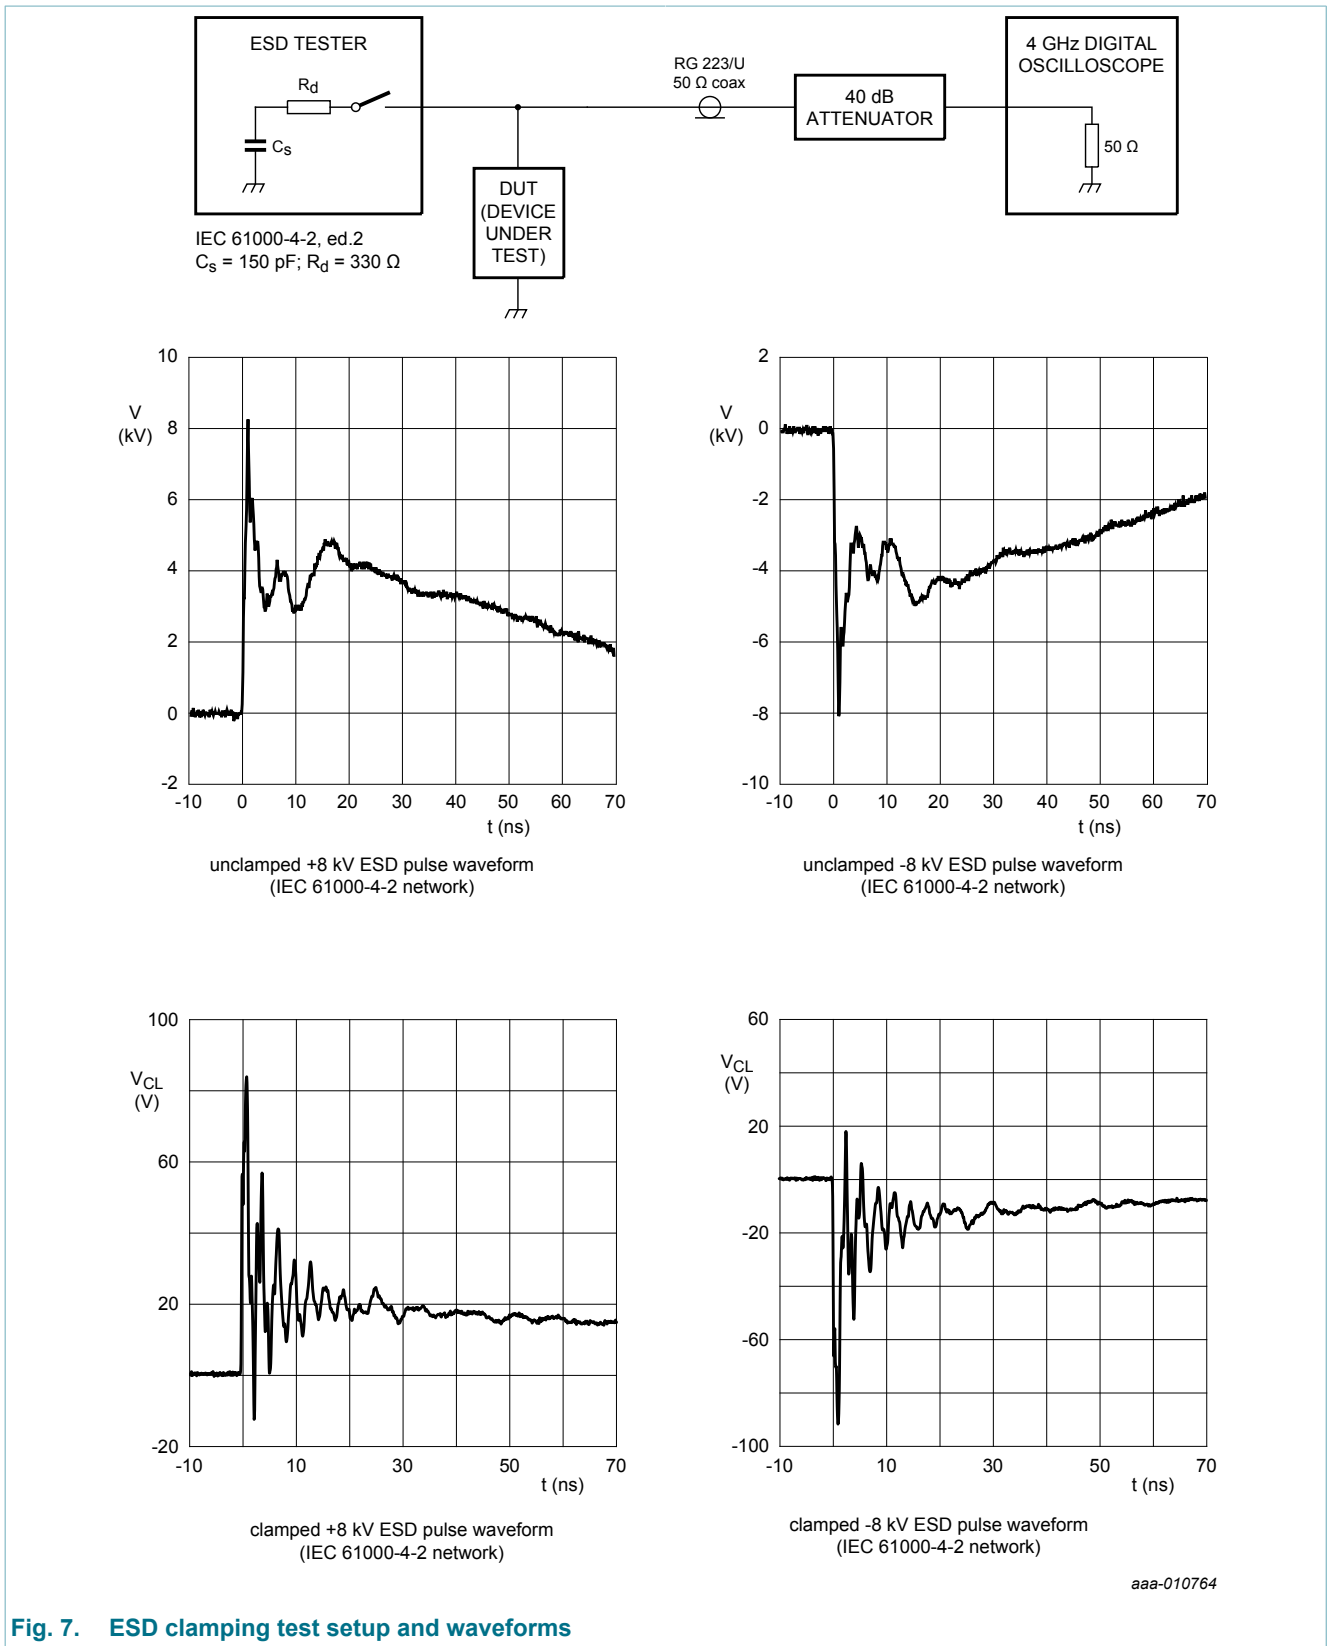 ESD TESTER
Rd
Cs
IEC 61000-4-2, ed.2
Cs = 150 pF; Rd = 330 Ω
DUT
(DEVICE
UNDER
TEST)
RG 223/U
50 Ω coax
40 dB
ATTENUATOR
4 GHz DIGITAL
OSCILLOSCOPE
50 Ω
V
(kV)
10
8
6
4
2
0
-2
-10 0 10 20 30 40 50 60 70
t (ns)
unclamped +8 kV ESD pulse waveform
(IEC 61000-4-2 network)
V
(kV)
2
0
-2
-4
-6
-8
-10
-10 0 10 20 30 40 50 60 70
t (ns)
unclamped -8 kV ESD pulse waveform
(IEC 61000-4-2 network)
VCL
(V)
100
60
20
-20
-10 10 30 50 70
t (ns)
clamped +8 kV ESD pulse waveform
(IEC 61000-4-2 network)
VCL
(V)
60
20
-20
-60
-100
-10 10 30 50 70
t (ns)
clamped -8 kV ESD pulse waveform
(IEC 61000-4-2 network)
aaa-010764
Fig. 7. ESD clamping test setup and waveforms